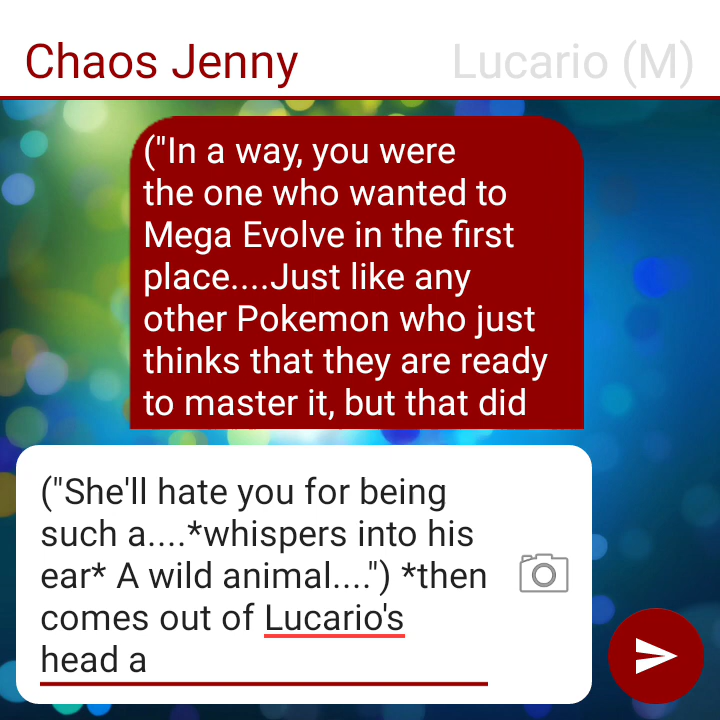 Chaos Jenny
Lucario (M)
("In a way, you were
the one who wanted to
Mega Evolve in the first
place....Just like any
other Pokemon who just
thinks that they are ready
to master it, but that did
("She'll hate you for being
such a....*whispers into his
ear* A wild animal....") *then
comes out of Lucario's
head a